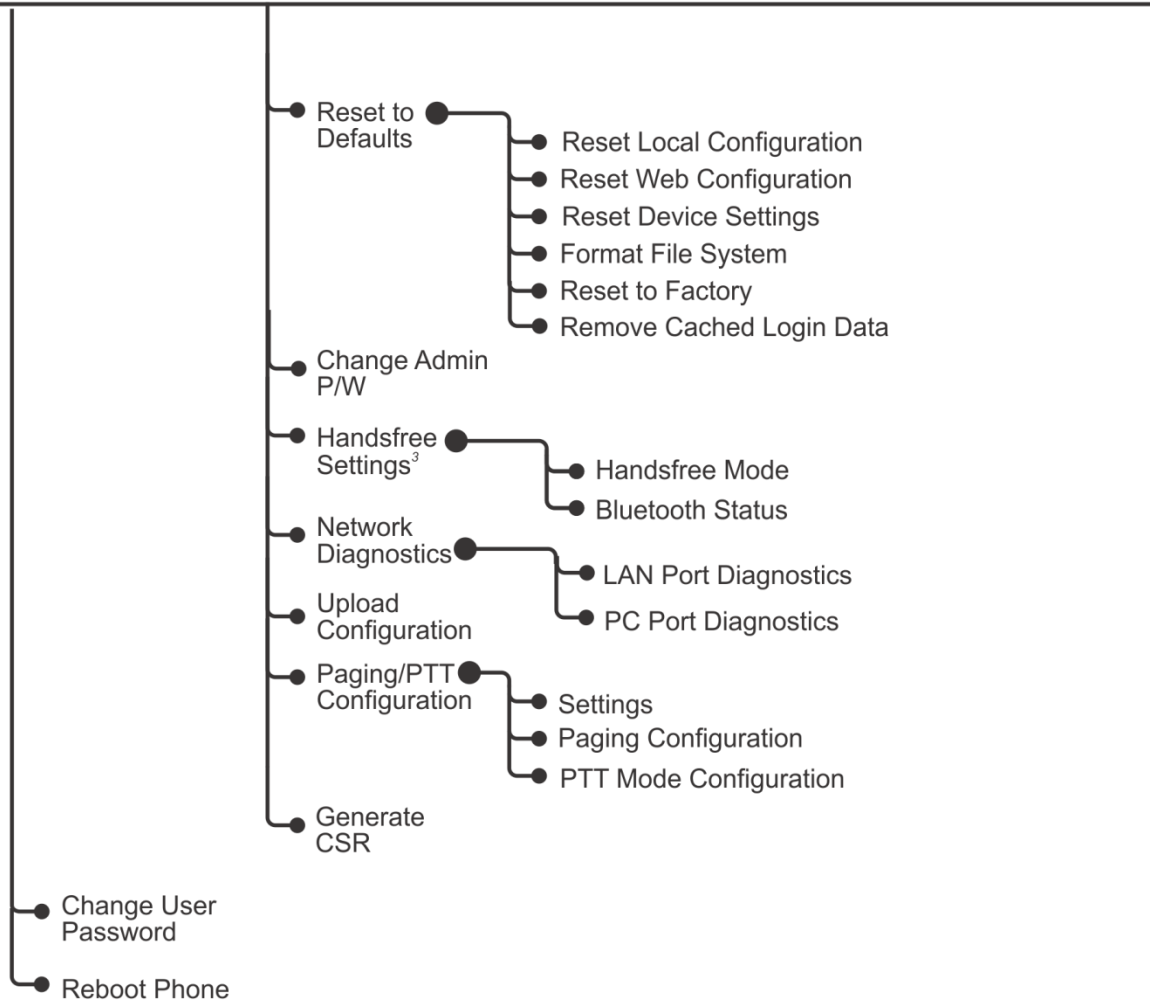 Reset to
Defaults
Reset Local Configuration
Reset Web Configuration
Reset Device Settings
Format File System
Reset to Factory
Remove Cached Login Data
Change Admin
P/W
Handsfree
Settings³
Handsfree Mode
Bluetooth Status
Network
Diagnostics
LAN Port Diagnostics
PC Port Diagnostics
Upload
Configuration
Paging/PTT
Configuration
Settings
Paging Configuration
PTT Mode Configuration
Generate
CSR
Change User
Password
Reboot Phone